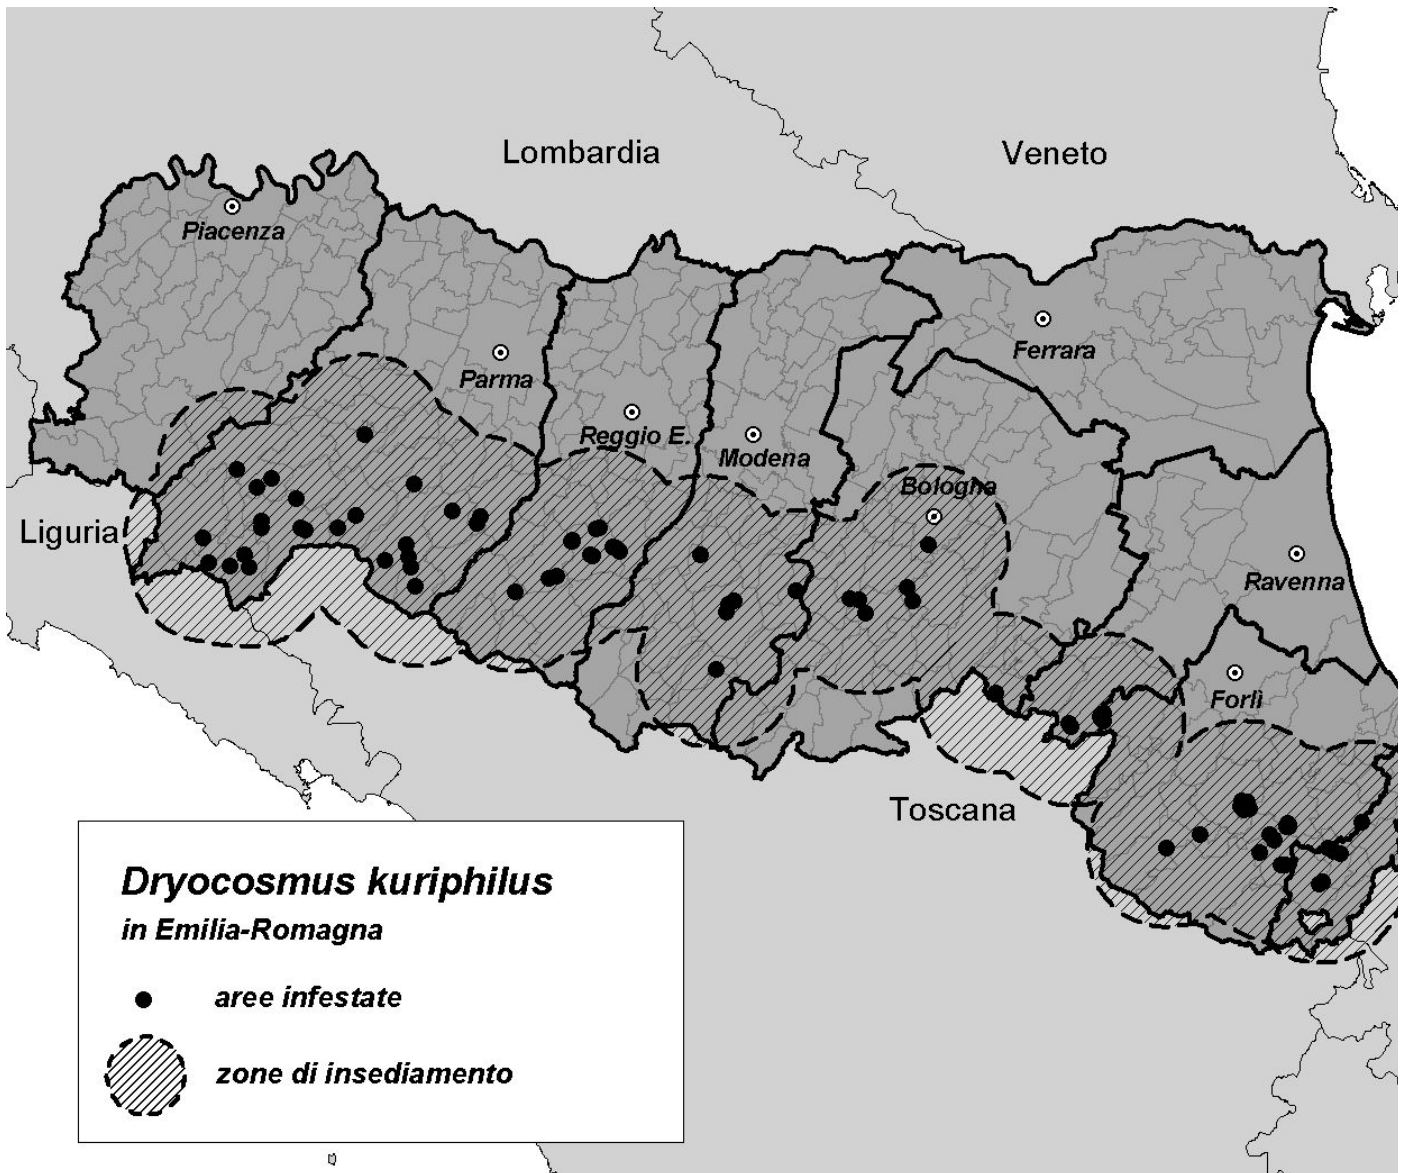 Lombardia
Veneto
Piacenza
Ferrara
Parma
Reggio E.
Modena
Bologna
Liguria
Ravenna
Forlì
Toscana
Dryocosmus kuriphilus
in Emilia-Romagna
aree infestate
zone di insediamento